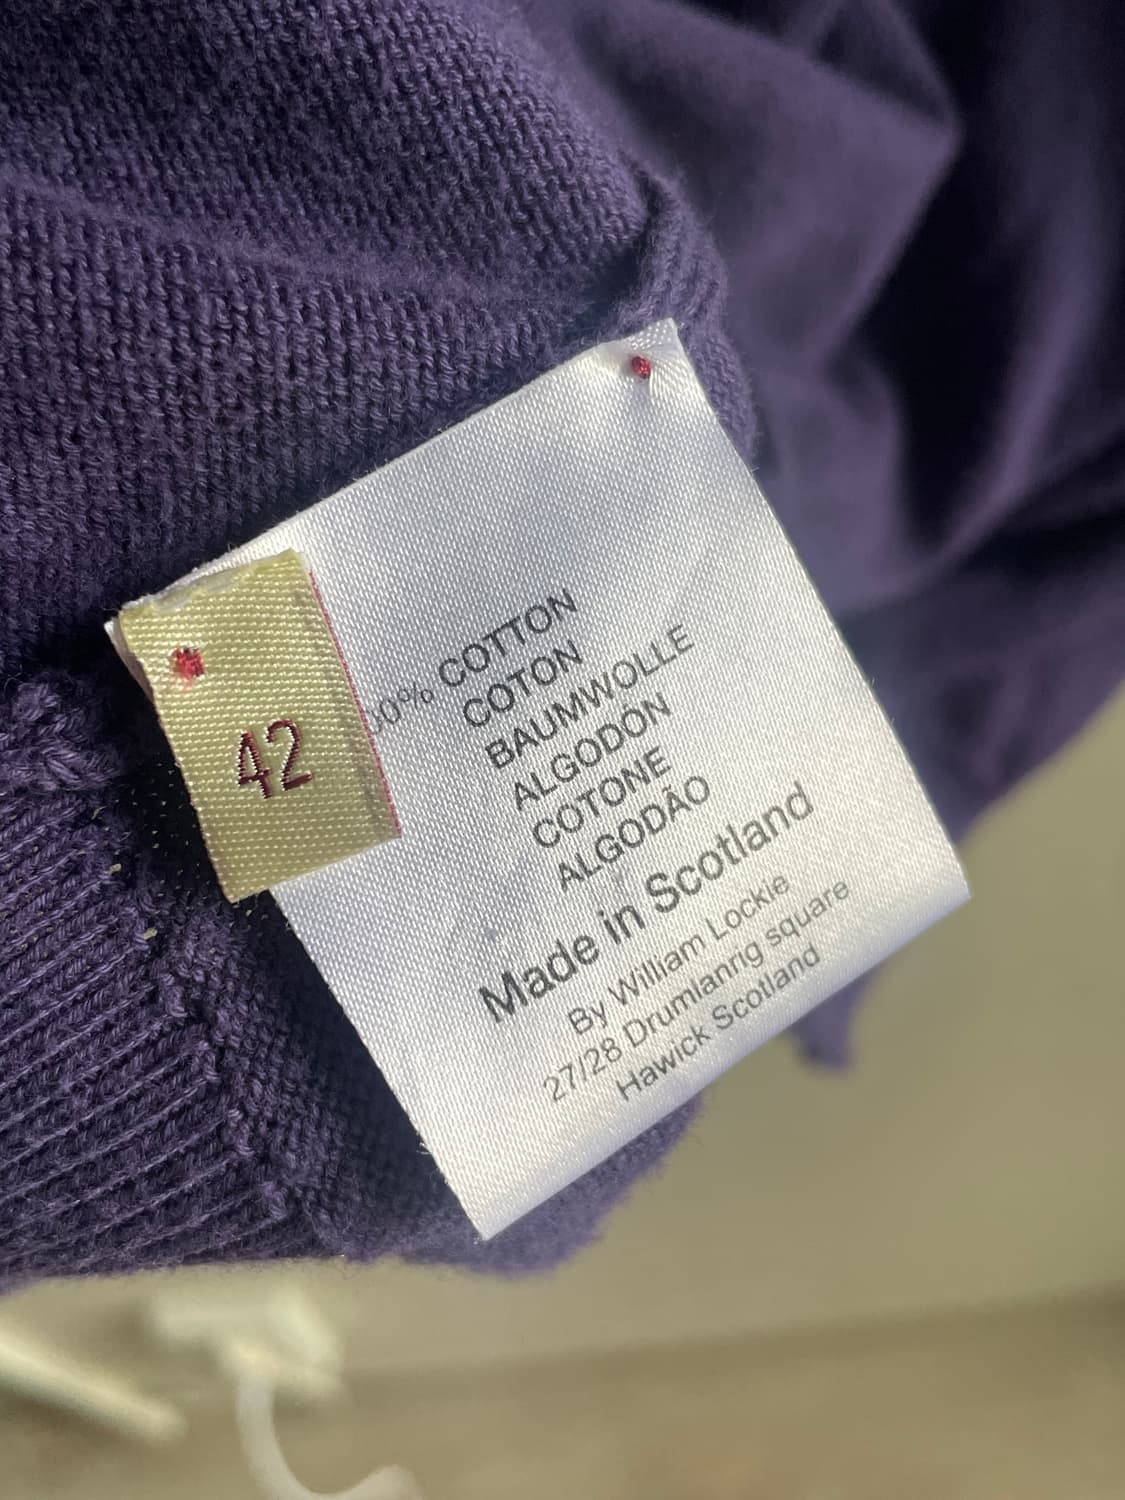 42
COTTON
COTON
BAUMWOLLE
ALGODÓN
COTONE
ALGODÃO
Made in Scotland
By William Lockie
27/28 Drumlanrig square
Hawick Scotland